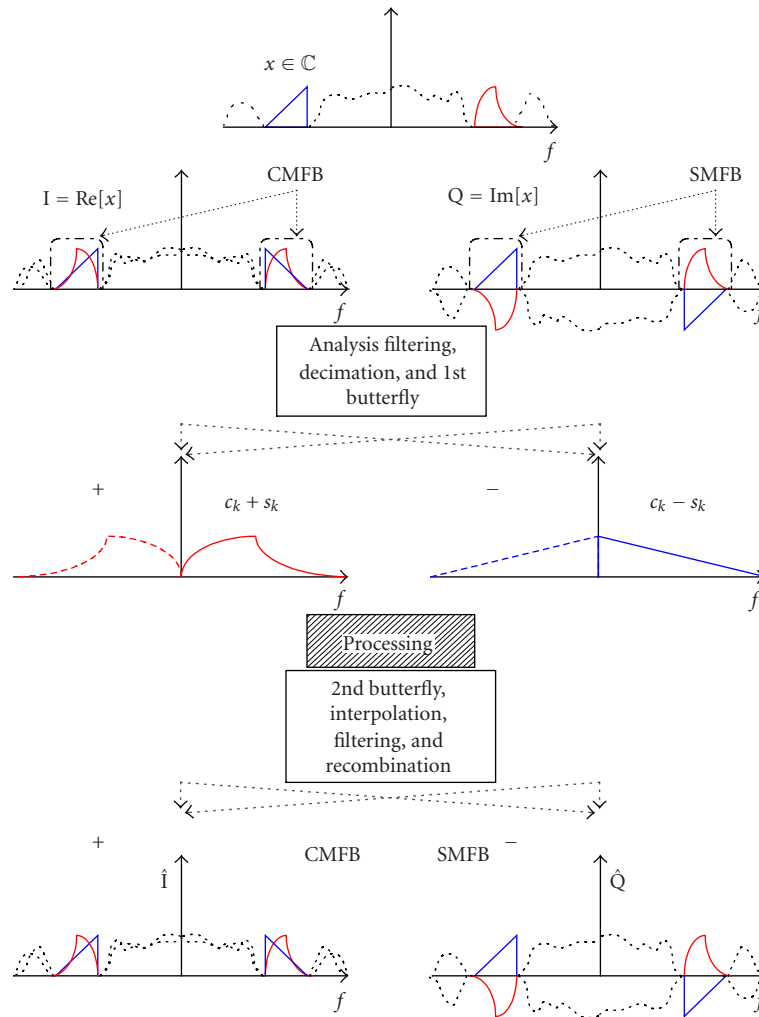 x ∈ ℂ
f
I = Re[x]
CMFB
Q = Im[x]
SMFB
f
f
Analysis filtering,
decimation, and 1st
butterfly
+
c_k + s_k
−
c_k − s_k
f
f
Processing
2nd butterfly,
interpolation,
filtering, and
recombination
+
CMFB
SMFB
−
Î
Q̂
f
f